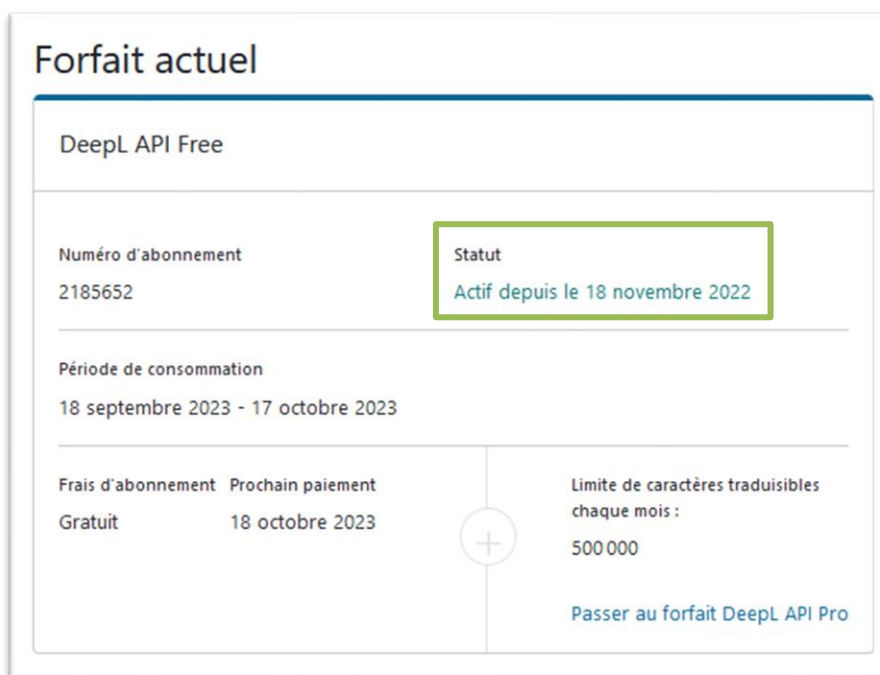 Forfait actuel
DeepL API Free
Numéro d'abonnement
2185652
Statut
Actif depuis le 18 novembre 2022
Période de consommation
18 septembre 2023 - 17 octobre 2023
Frais d'abonnement
Gratuit
Prochain paiement
18 octobre 2023
Limite de caractères traduisibles
chaque mois :
500 000
Passer au forfait DeepL API Pro